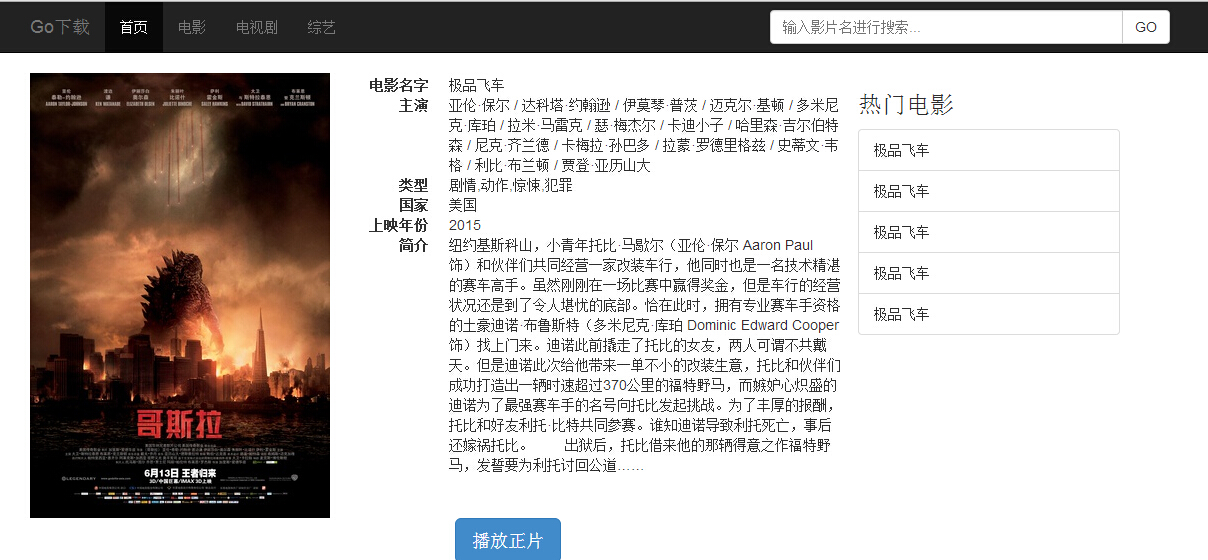 Go下载 首页 电影 电视剧 综艺 输入影片名进行搜索... GO
哥斯拉
LEGENDARY
6月13日 王者归来
3D/中国巨幕/IMAX 3D上映
电影名字 极品飞车
主演 亚伦·保尔 / 达科塔·约翰逊 / 伊莫琴·普茨 / 迈克尔·基顿 / 多米尼
克·库珀 / 拉米·马雷克 / 瑟·梅杰尔 / 卡迪小子 / 哈里森·吉尔伯特
森 / 尼克·齐兰德 / 卡梅拉·孙巴多 / 拉蒙·罗德里格兹 / 史蒂文·韦
格 / 利比·布兰顿 / 贾登·亚历山大
类型 剧情,动作,惊悚,犯罪
国家 美国
上映年份 2015
简介 纽约基斯科山，小青年托比·马歇尔（亚伦·保尔 Aaron Paul
饰）和伙伴们共同经营一家改装车行，他同时也是一名技术精湛
的赛车高手。虽然刚刚在一场比赛中赢得奖金，但是车行的经营
状况还是到了令人堪忧的底部。恰在此时，拥有专业赛车手资格
的土豪迪诺·布鲁斯特（多米尼克·库珀 Dominic Edward Cooper
饰）找上门来。迪诺此前撬走了托比的女友，两人可谓不共戴
天。但是迪诺此次给他带来一单不小的改装生意，托比和伙伴们
成功打造出一辆时速超过370公里的福特野马，而嫉妒心炽盛的
迪诺为了最强赛车手的名号向托比发起挑战。为了丰厚的报酬，
托比和好友利托·比特共同参赛。谁知迪诺导致利托死亡，事后
还嫁祸托比。 出狱后，托比借来他的那辆得意之作福特野
马，发誓要为利托讨回公道……
播放正片
热门电影
极品飞车
极品飞车
极品飞车
极品飞车
极品飞车